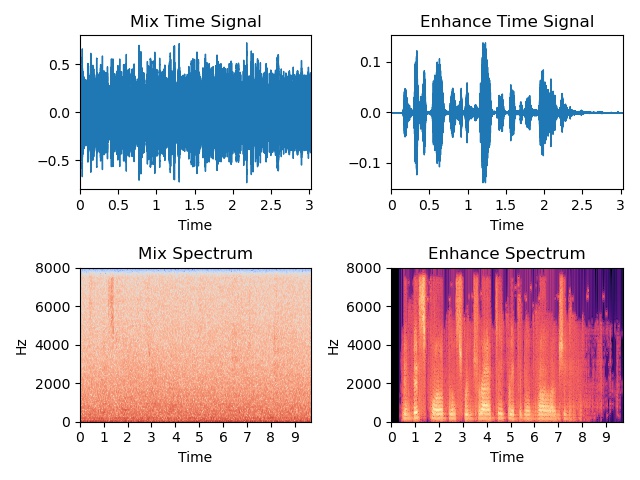 Mix Time Signal
0.5
0.0
−0.5
0 0.5 1 1.5 2 2.5 3
Time
Enhance Time Signal
0.1
0.0
−0.1
0 0.5 1 1.5 2 2.5 3
Time
Mix Spectrum
Hz
8000
6000
4000
2000
0
0 1 2 3 4 5 6 7 8 9
Time
Enhance Spectrum
Hz
8000
6000
4000
2000
0
0 1 2 3 4 5 6 7 8 9
Time